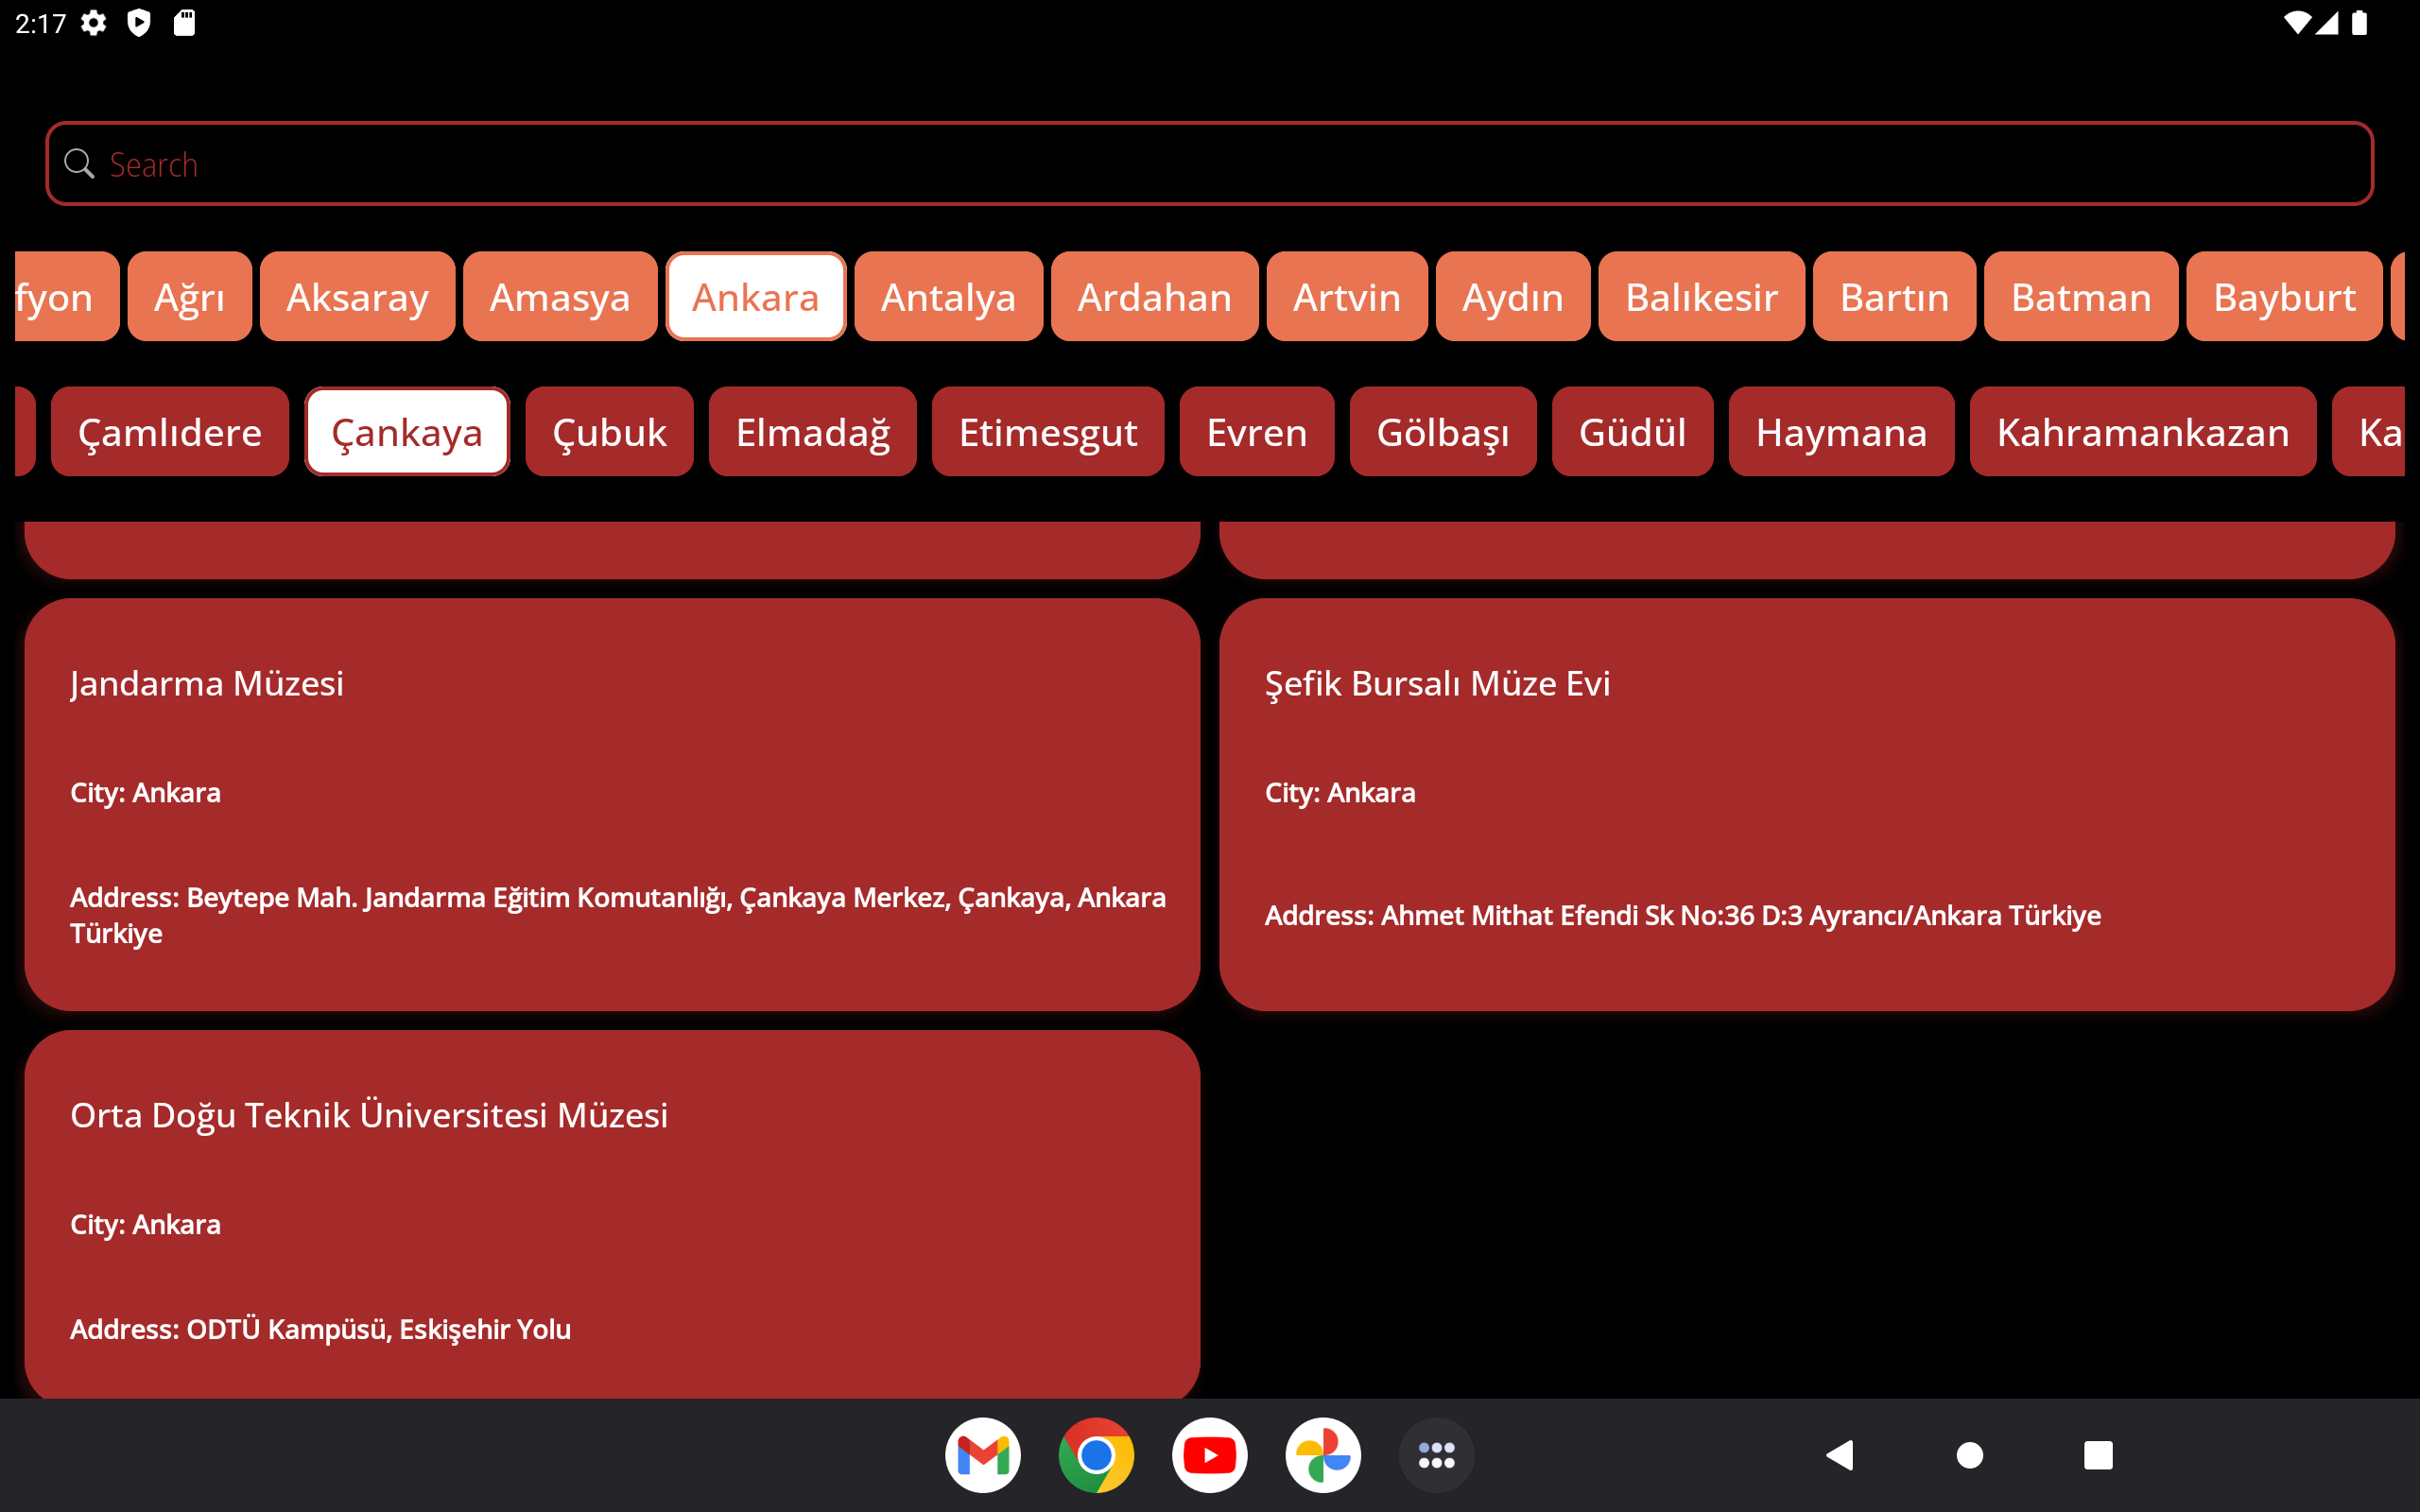 2:17
Search
fyon Ağrı Aksaray Amasya Ankara Antalya Ardahan Artvin Aydın Balıkesir Bartın Batman Bayburt
Çamlıdere Çankaya Çubuk Elmadağ Etimesgut Evren Gölbaşı Güdül Haymana Kahramankazan Ka
Jandarma Müzesi
City: Ankara
Address: Beytepe Mah. Jandarma Eğitim Komutanlığı, Çankaya Merkez, Çankaya, Ankara
Türkiye
Şefik Bursalı Müze Evi
City: Ankara
Address: Ahmet Mithat Efendi Sk No:36 D:3 Ayrancı/Ankara Türkiye
Orta Doğu Teknik Üniversitesi Müzesi
City: Ankara
Address: ODTÜ Kampüsü, Eskişehir Yolu